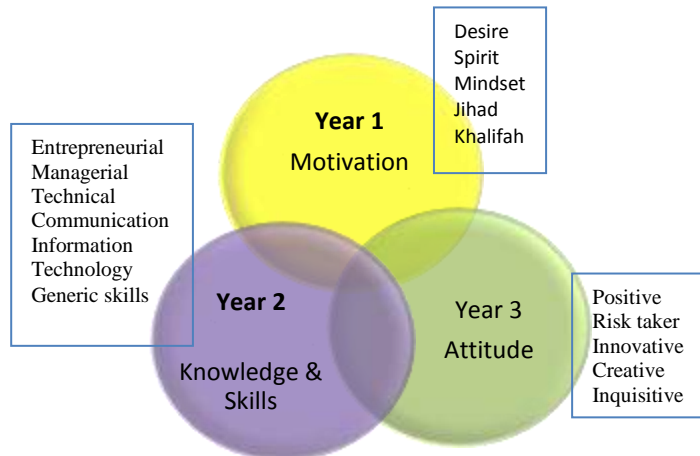 Desire
Spirit
Mindset
Jihad
Khalifah
Year 1
Motivation
Entrepreneurial
Managerial
Technical
Communication
Information
Technology
Generic skills
Year 2
Knowledge &
Skills
Year 3
Attitude
Positive
Risk taker
Innovative
Creative
Inquisitive